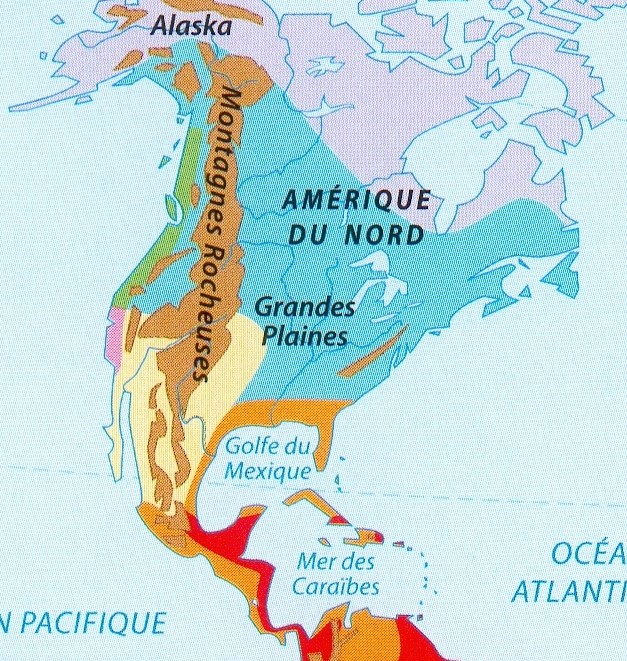 Alaska
Montagnes Rocheuses
AMÉRIQUE
DU NORD
Grandes
Plaines
Golfe du
Mexique
Mer des
Caraïbes
OCÉA
ATLANTI
N PACIFIQUE